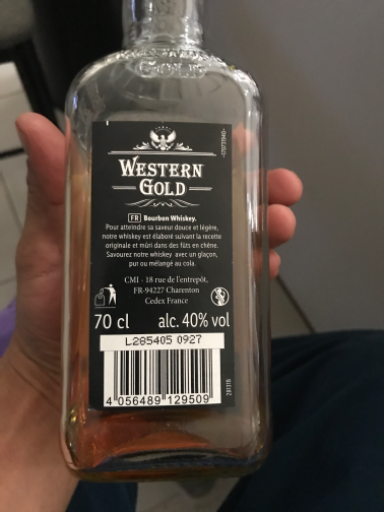 GOLD
WESTERN
GOLD
FR Bourbon Whiskey.
Pour atteindre sa saveur douce et légère,
notre whiskey est élaboré suivant la recette
originale et mûri dans des fûts en chêne.
Savourez notre whiskey avec un glaçon,
pur ou mélangé au cola.
CMI - 18 rue de l'entrepôt,
FR-94227 Charenton
Cedex France
70 cl alc. 40% vol
L285405 0927
4 056489 129509